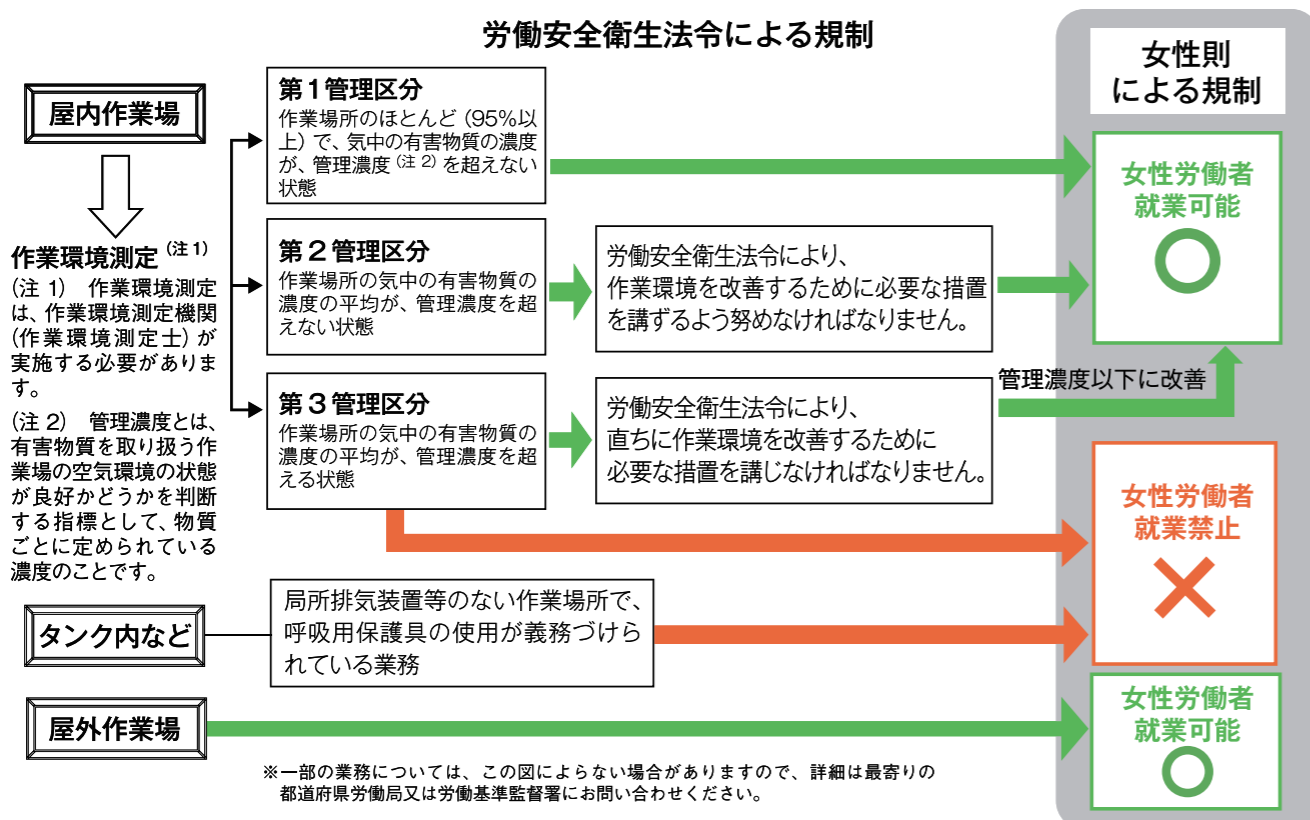 労働安全衛生法令による規制
女性則
による規制
屋内作業場
作業環境測定（注1）
（注 1）　作業環境測定
は、作業環境測定機関
（作業環境測定士）が
実施する必要がありま
す。
（注 2）　管理濃度とは、
有害物質を取り扱う作
業場の空気環境の状態
が良好かどうかを判断
する指標として、物質
ごとに定められている
濃度のことです。
第１管理区分
作業場所のほとんど（95%以
上）で、気中の有害物質の濃度
が、管理濃度（注 2）を超えない
状態
第２管理区分
作業場所の気中の有害物質の
濃度の平均が、管理濃度を超
えない状態
労働安全衛生法令により、
作業環境を改善するために必要な措置
を講ずるよう努めなければなりません。
第３管理区分
作業場所の気中の有害物質の
濃度の平均が、管理濃度を超
える状態
労働安全衛生法令により、
直ちに作業環境を改善するために
必要な措置を講じなければなりません。
管理濃度以下に改善
女性労働者
就業可能
女性労働者
就業禁止
タンク内など
局所排気装置等のない作業場所で、
呼吸用保護具の使用が義務づけら
れている業務
屋外作業場
女性労働者
就業可能
※一部の業務については、この図によらない場合がありますので、詳細は最寄りの
都道府県労働局又は労働基準監督署にお問い合わせください。